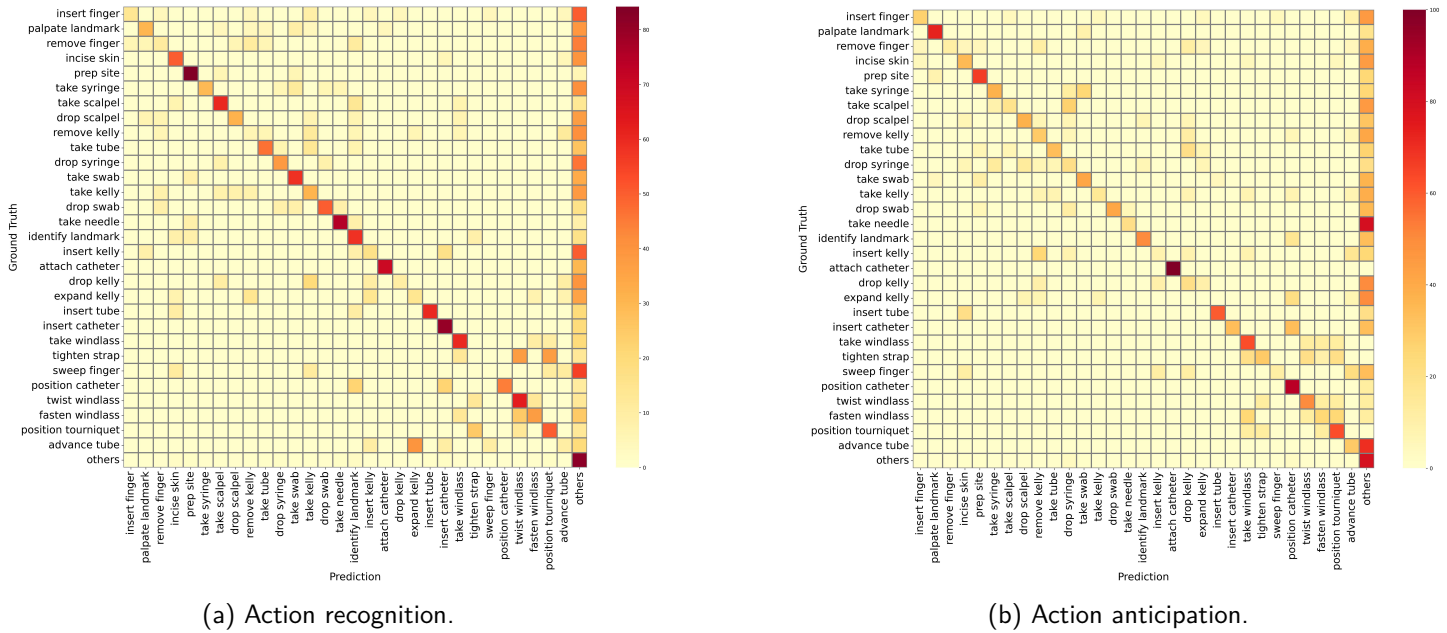 insert finger
palpate landmark
remove finger
incise skin
prep site
take syringe
take scalpel
drop scalpel
remove kelly
take tube
drop syringe
take swab
take kelly
drop swab
take needle
identify landmark
insert kelly
attach catheter
drop kelly
expand kelly
insert tube
insert catheter
take windlass
tighten strap
sweep finger
position catheter
twist windlass
fasten windlass
position tourniquet
advance tube
others
Ground Truth
insert finger
palpate landmark
remove finger
incise skin
prep site
take syringe
take scalpel
drop scalpel
remove kelly
take tube
drop syringe
take swab
take kelly
drop swab
take needle
identify landmark
insert kelly
attach catheter
drop kelly
expand kelly
insert tube
insert catheter
take windlass
tighten strap
sweep finger
position catheter
twist windlass
fasten windlass
position tourniquet
advance tube
others
Prediction
80
70
60
50
40
30
20
10
0
(a) Action recognition.
insert finger
palpate landmark
remove finger
incise skin
prep site
take syringe
take scalpel
drop scalpel
remove kelly
take tube
drop syringe
take swab
take kelly
drop swab
take needle
identify landmark
insert kelly
attach catheter
drop kelly
expand kelly
insert tube
insert catheter
take windlass
tighten strap
sweep finger
position catheter
twist windlass
fasten windlass
position tourniquet
advance tube
others
Ground Truth
insert finger
palpate landmark
remove finger
incise skin
prep site
take syringe
take scalpel
drop scalpel
remove kelly
take tube
drop syringe
take swab
take kelly
drop swab
take needle
identify landmark
insert kelly
attach catheter
drop kelly
expand kelly
insert tube
insert catheter
take windlass
tighten strap
sweep finger
position catheter
twist windlass
fasten windlass
position tourniquet
advance tube
others
Prediction
100
80
60
40
20
0
(b) Action anticipation.